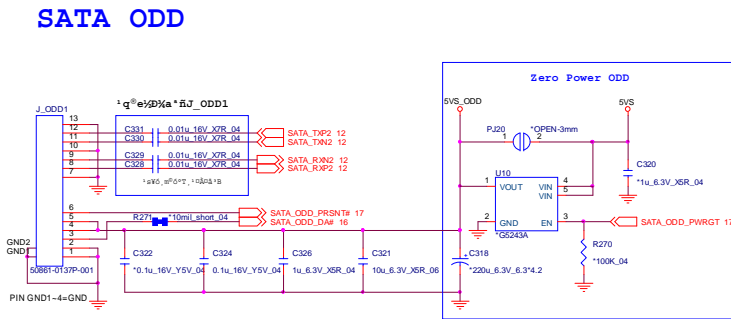 SATA ODD
Zero Power ODD
J_ODD1
5VS_ODD
5VS
13
12
11
10
9
8
7
6
5
4
3
2
1
C331
0.01u_16V_X7R_04
SATA_TXP2 12
C330
0.01u_16V_X7R_04
SATA_TXN2 12
C329
0.01u_16V_X7R_04
SATA_RXN2 12
C328
0.01u_16V_X7R_04
SATA_RXP2 12
SATA_ODD_PRSNT# 17
R271
*10mil_short_04
SATA_ODD_DA# 16
GND2
GND1
50861-0137P-001
PIN GND1~4=GND
C322
*0.1u_16V_Y5V_04
C324
0.1u_16V_Y5V_04
C326
1u_6.3V_X5R_04
C321
10u_6.3V_X5R_06
C318
+
*220u_6.3V_6.3*4.2
PJ20
*OPEN-3mm
1
2
U10
1
VOUT
VIN
4
VIN
5
2
GND
EN
3
*G5243A
C320
*1u_6.3V_X5R_04
SATA_ODD_PWRGT 17
R270
*100K_04